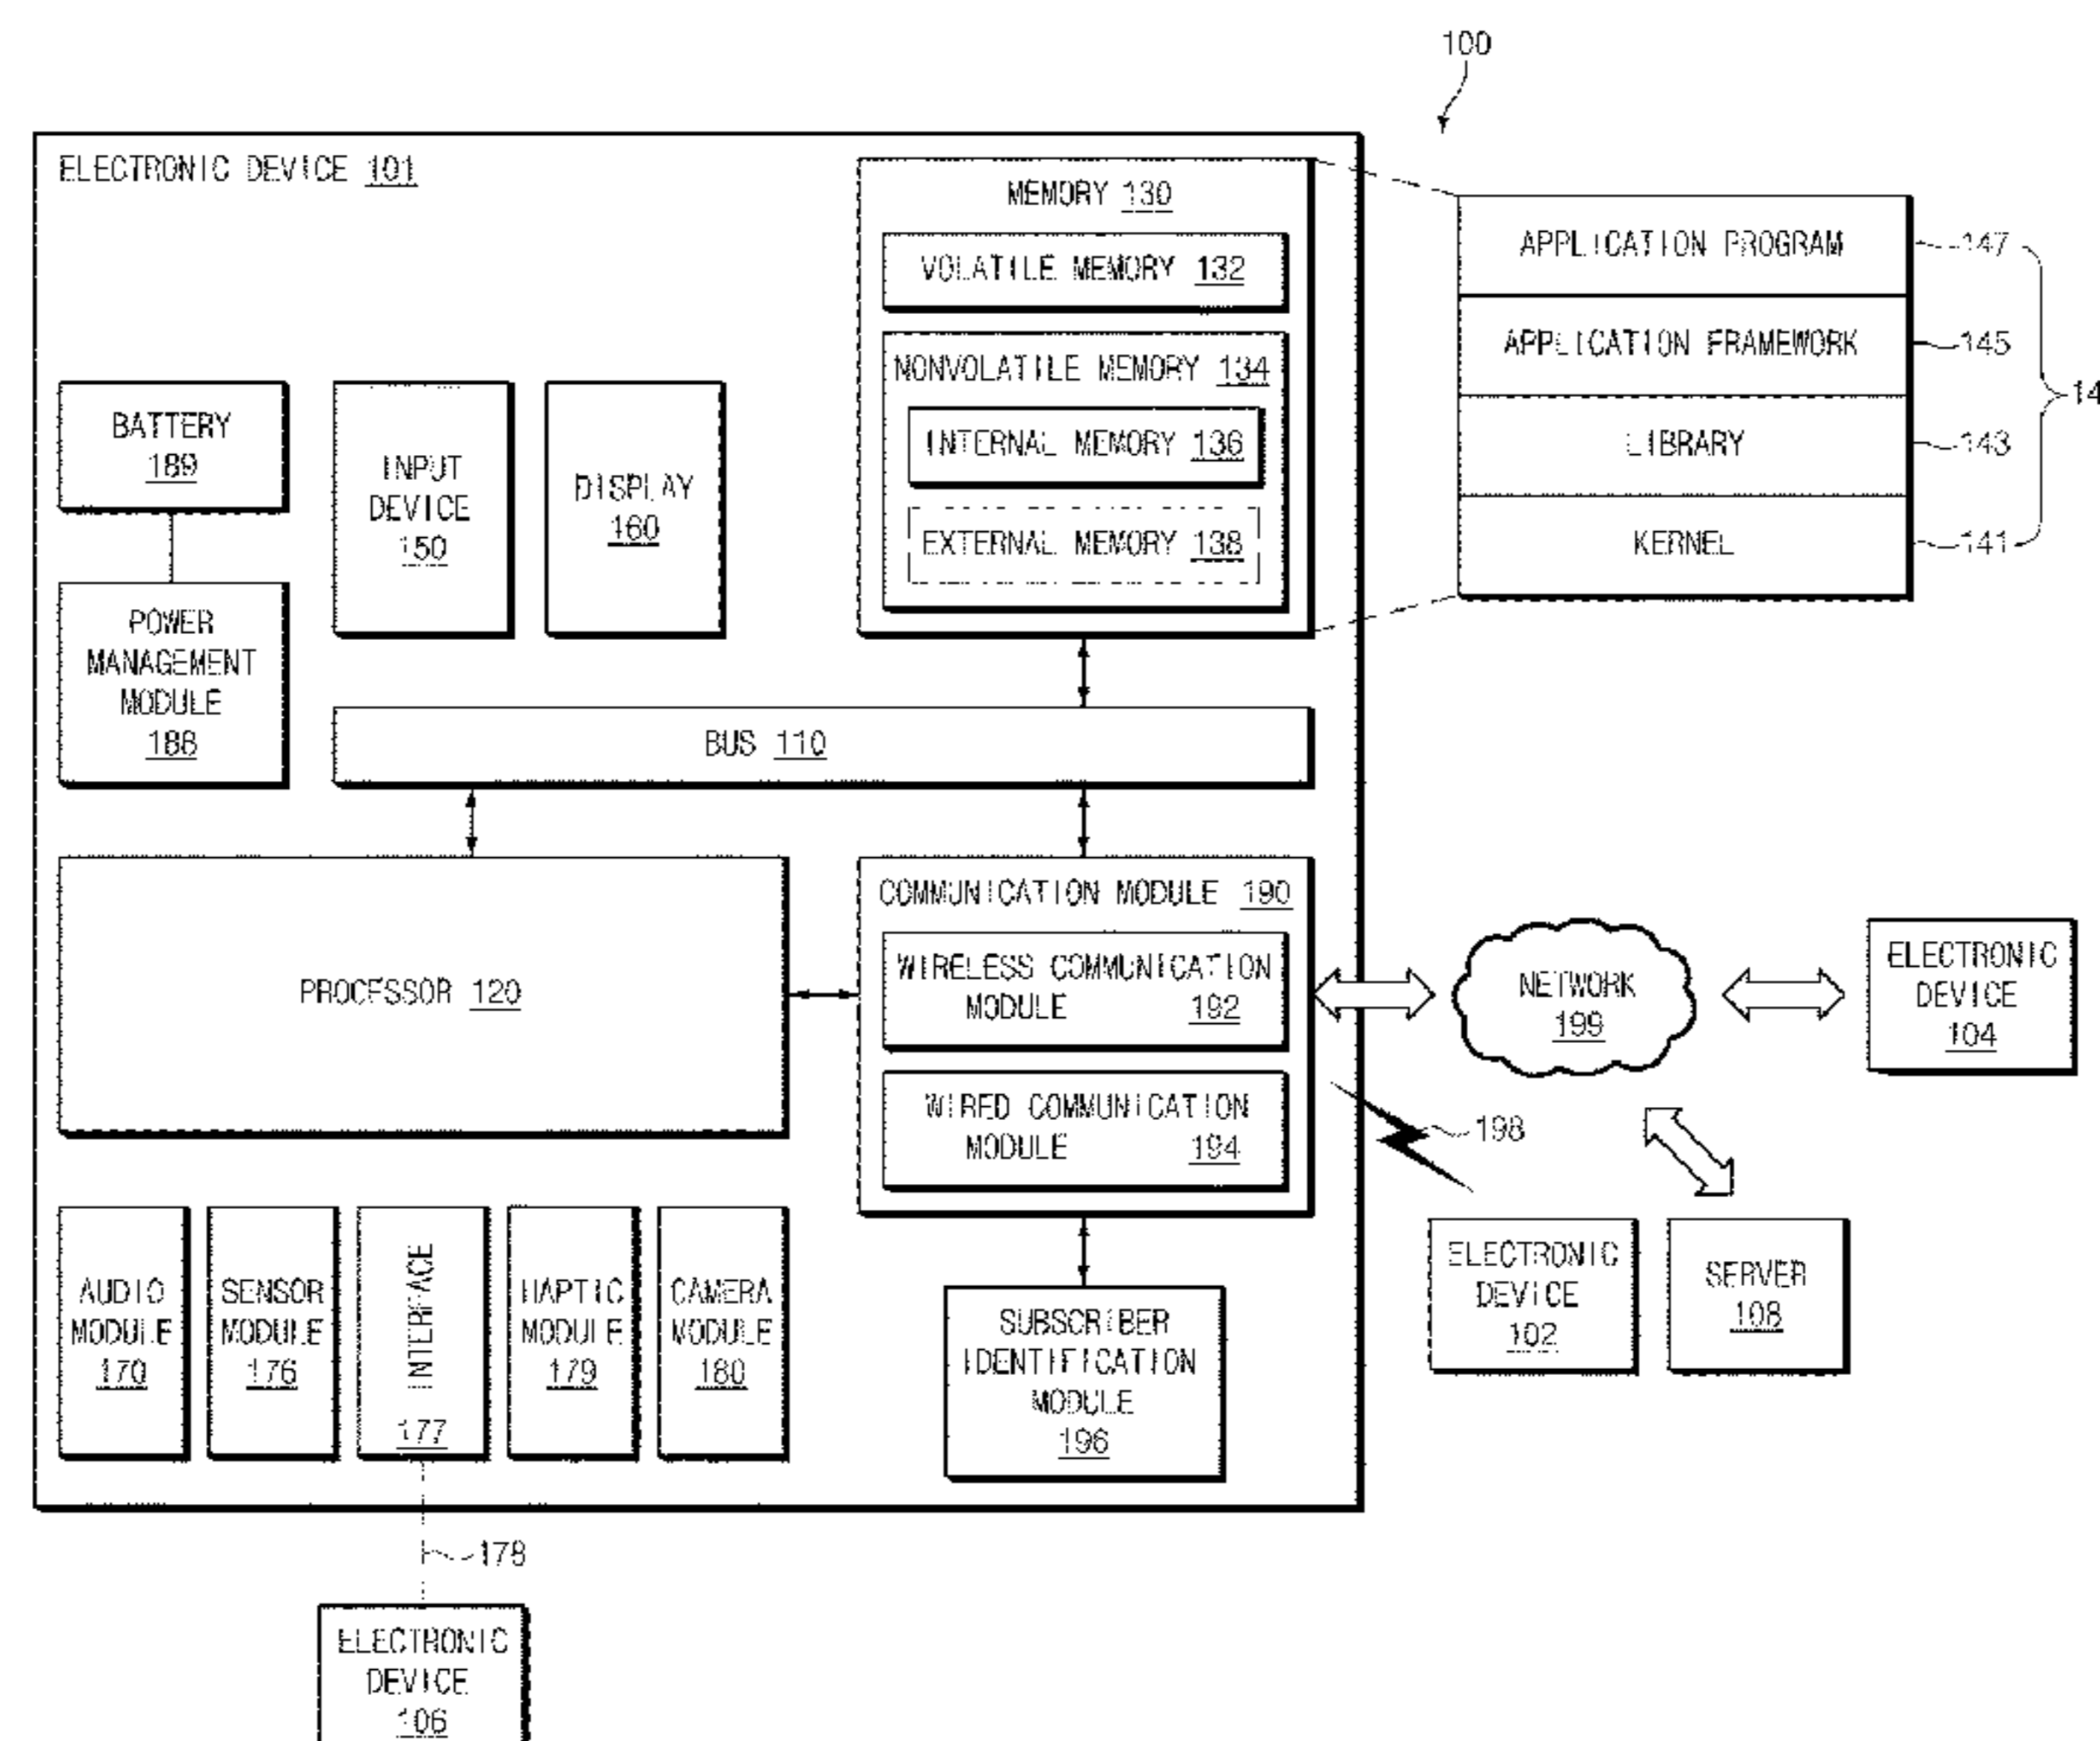 100
ELECTRONIC DEVICE 101
MEMORY 130
VOLATILE MEMORY 132
NONVOLATILE MEMORY 134
INTERNAL MEMORY 136
EXTERNAL MEMORY 138
APPLICATION PROGRAM
147
APPLICATION FRAMEWORK
145
LIBRARY
143
KERNEL
141
14
BATTERY
189
POWER
MANAGEMENT
MODULE
188
INPUT
DEVICE
150
DISPLAY
160
BUS 110
PROCESSOR 120
COMMUNICATION MODULE 190
WIRELESS COMMUNICATION
MODULE 192
WIRED COMMUNICATION
MODULE 194
NETWORK
199
ELECTRONIC
DEVICE
104
198
ELECTRONIC
DEVICE
102
SERVER
108
AUDIO
MODULE
170
SENSOR
MODULE
176
INTERFACE
177
HAPTIC
MODULE
179
CAMERA
MODULE
180
SUBSCRIBER
IDENTIFICATION
MODULE
196
178
ELECTRONIC
DEVICE
106